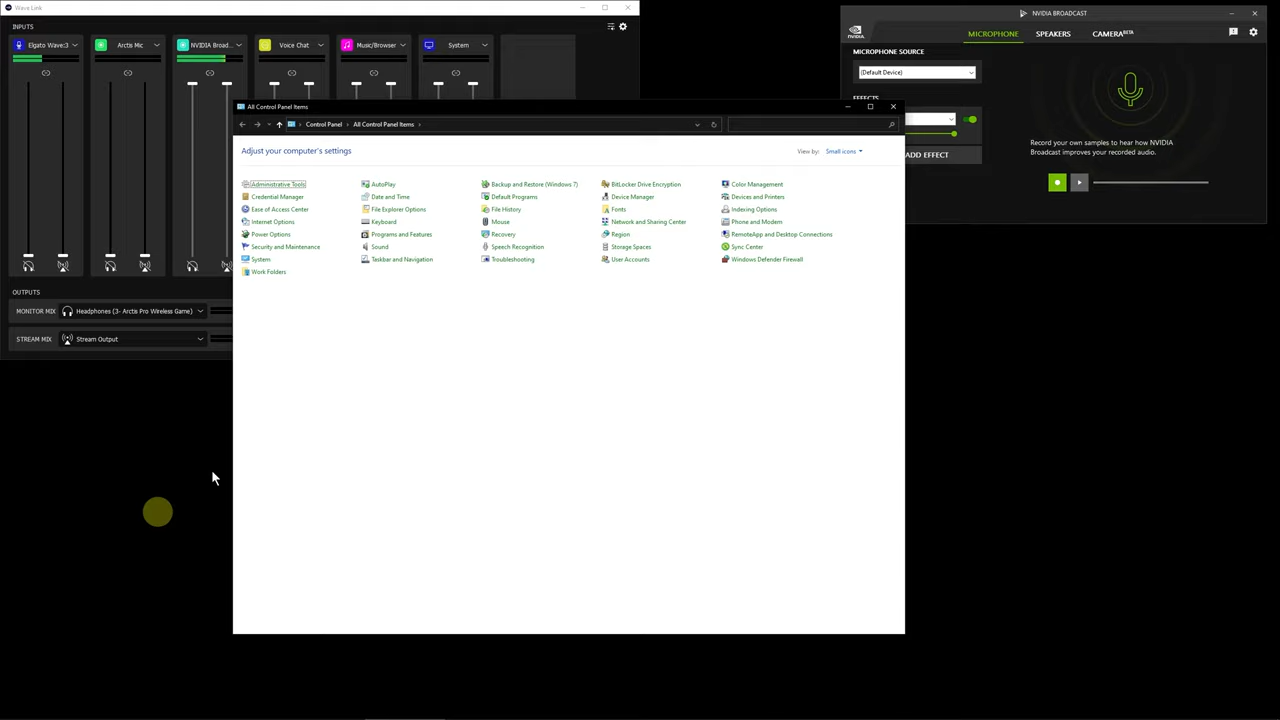 Wave Link
INPUTS
Elgato Wave:3
Arctis Mic
NVIDIA Broad...
Voice Chat
Music/Browser
System
OUTPUTS
MONITOR MIX
Headphones (3- Arctis Pro Wireless Game)
STREAM MIX
Stream Output
All Control Panel Items
Control Panel
All Control Panel Items
Adjust your computer's settings
View by:
Small icons
Administrative Tools
AutoPlay
Backup and Restore (Windows 7)
BitLocker Drive Encryption
Color Management
Credential Manager
Date and Time
Default Programs
Device Manager
Devices and Printers
Ease of Access Center
File Explorer Options
File History
Fonts
Indexing Options
Internet Options
Keyboard
Mouse
Network and Sharing Center
Phone and Modem
Power Options
Programs and Features
Recovery
Region
RemoteApp and Desktop Connections
Security and Maintenance
Sound
Speech Recognition
Storage Spaces
Sync Center
System
Taskbar and Navigation
Troubleshooting
User Accounts
Windows Defender Firewall
Work Folders
NVIDIA BROADCAST
NVIDIA.
MICROPHONE
SPEAKERS
CAMERA BETA
MICROPHONE SOURCE
(Default Device)
EFFECTS
ADD EFFECT
Record your own samples to hear how NVIDIA
Broadcast improves your recorded audio.